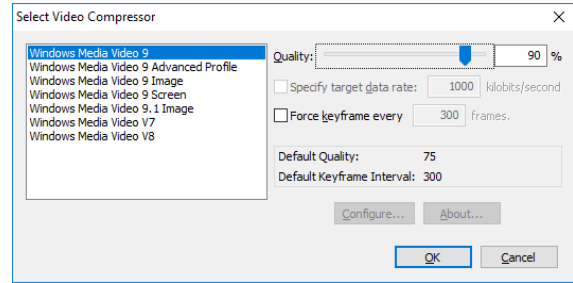 Select Video Compressor
Windows Media Video 9
Windows Media Video 9 Advanced Profile
Windows Media Video 9 Image
Windows Media Video 9 Screen
Windows Media Video 9.1 Image
Windows Media Video V7
Windows Media Video V8
Quality: 90 %
Specify target data rate: 1000 kilobits/second
Force keyframe every 300 frames.
Default Quality: 75
Default Keyframe Interval: 300
Configure... About...
OK Cancel